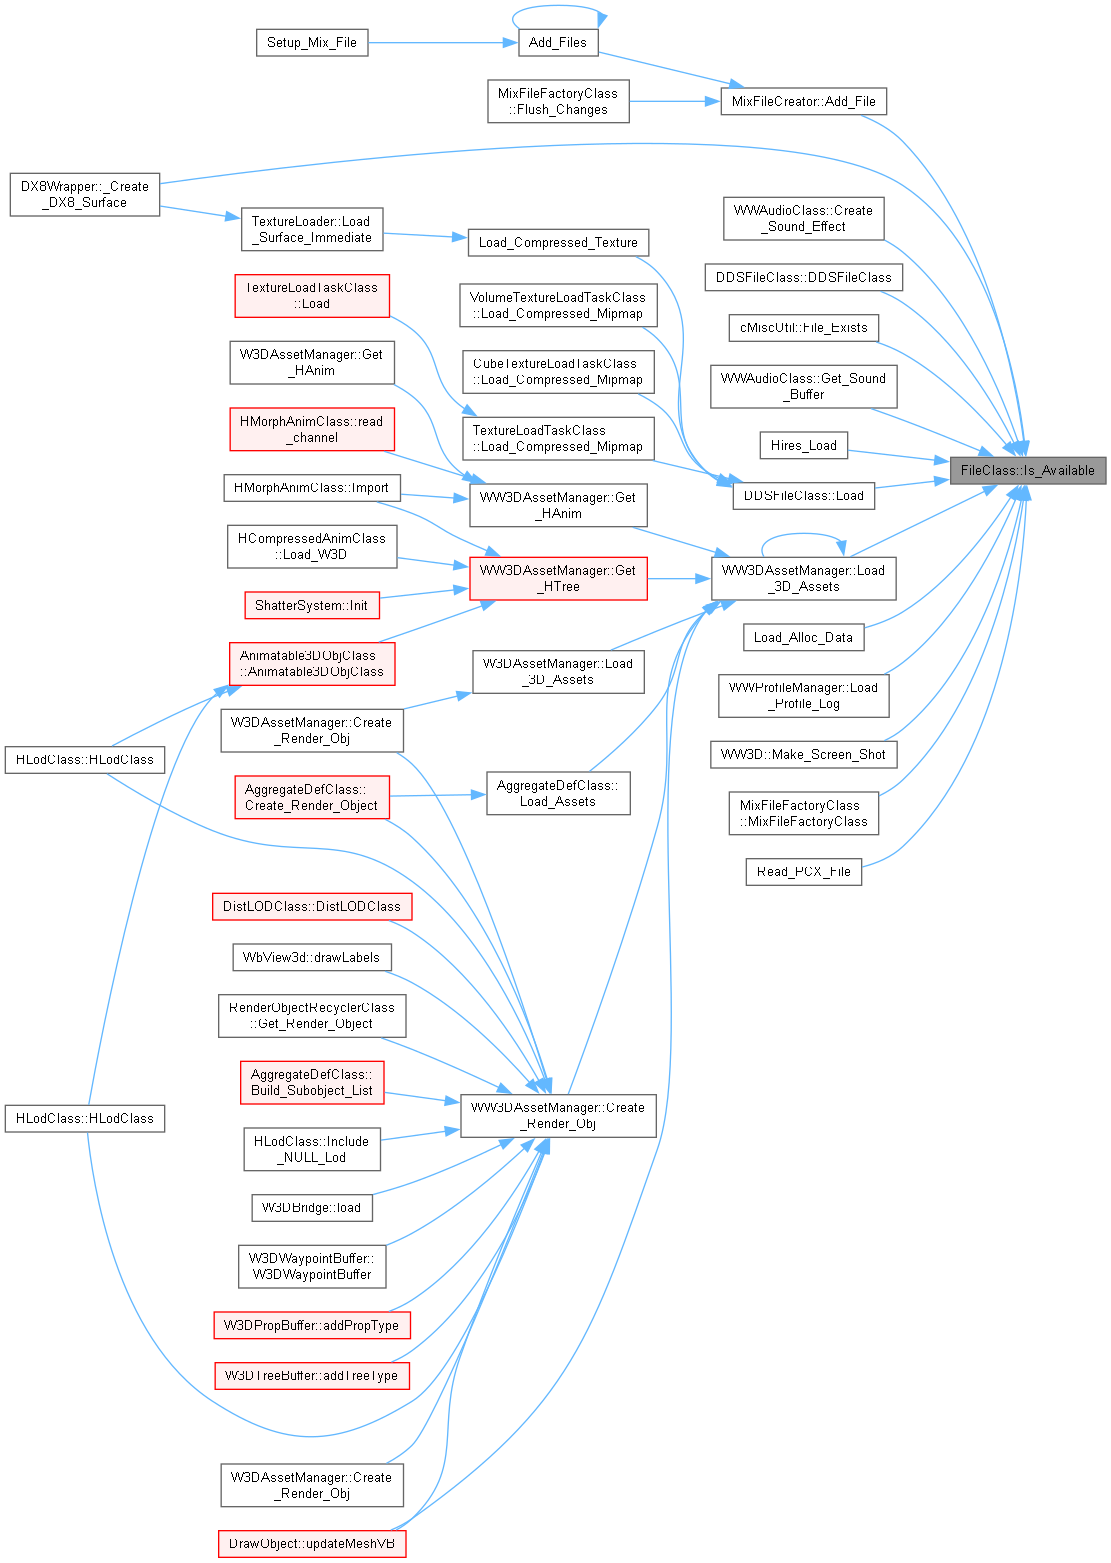 Setup_Mix_File
Add_Files
MixFileFactoryClass
::Flush_Changes
MixFileCreator::Add_File
DX8Wrapper::_Create
_DX8_Surface
TextureLoader::Load
_Surface_Immediate
Load_Compressed_Texture
WWAudioClass::Create
_Sound_Effect
DDSFileClass::DDSFileClass
TextureLoadTaskClass
::Load
VolumeTextureLoadTaskClass
::Load_Compressed_Mipmap
cMiscUtil::File_Exists
W3DAssetManager::Get
_HAnim
CubeTextureLoadTaskClass
::Load_Compressed_Mipmap
WWAudioClass::Get_Sound
_Buffer
HMorphAnimClass::read
_channel
TextureLoadTaskClass
::Load_Compressed_Mipmap
Hires_Load
FileClass::Is_Available
HMorphAnimClass::Import
WW3DAssetManager::Get
_HAnim
DDSFileClass::Load
HCompressedAnimClass
::Load_W3D
WW3DAssetManager::Get
_HTree
WW3DAssetManager::Load
_3D_Assets
ShatterSystem::Init
Load_Alloc_Data
Animatable3DObjClass
::Animatable3DObjClass
W3DAssetManager::Load
_3D_Assets
WWProfileManager::Load
_Profile_Log
W3DAssetManager::Create
_Render_Obj
HLodClass::HLodClass
WW3D::Make_Screen_Shot
AggregateDefClass::
Create_Render_Object
AggregateDefClass::
Load_Assets
MixFileFactoryClass
::MixFileFactoryClass
Read_PCX_File
DistLODClass::DistLODClass
WbView3d::drawLabels
RenderObjectRecyclerClass
::Get_Render_Object
AggregateDefClass::
Build_Subobject_List
HLodClass::HLodClass
WW3DAssetManager::Create
_Render_Obj
HLodClass::Include
_NULL_Lod
W3DBridge::load
W3DWaypointBuffer::
W3DWaypointBuffer
W3DPropBuffer::addPropType
W3DTreeBuffer::addTreeType
W3DAssetManager::Create
_Render_Obj
DrawObject::updateMeshVB